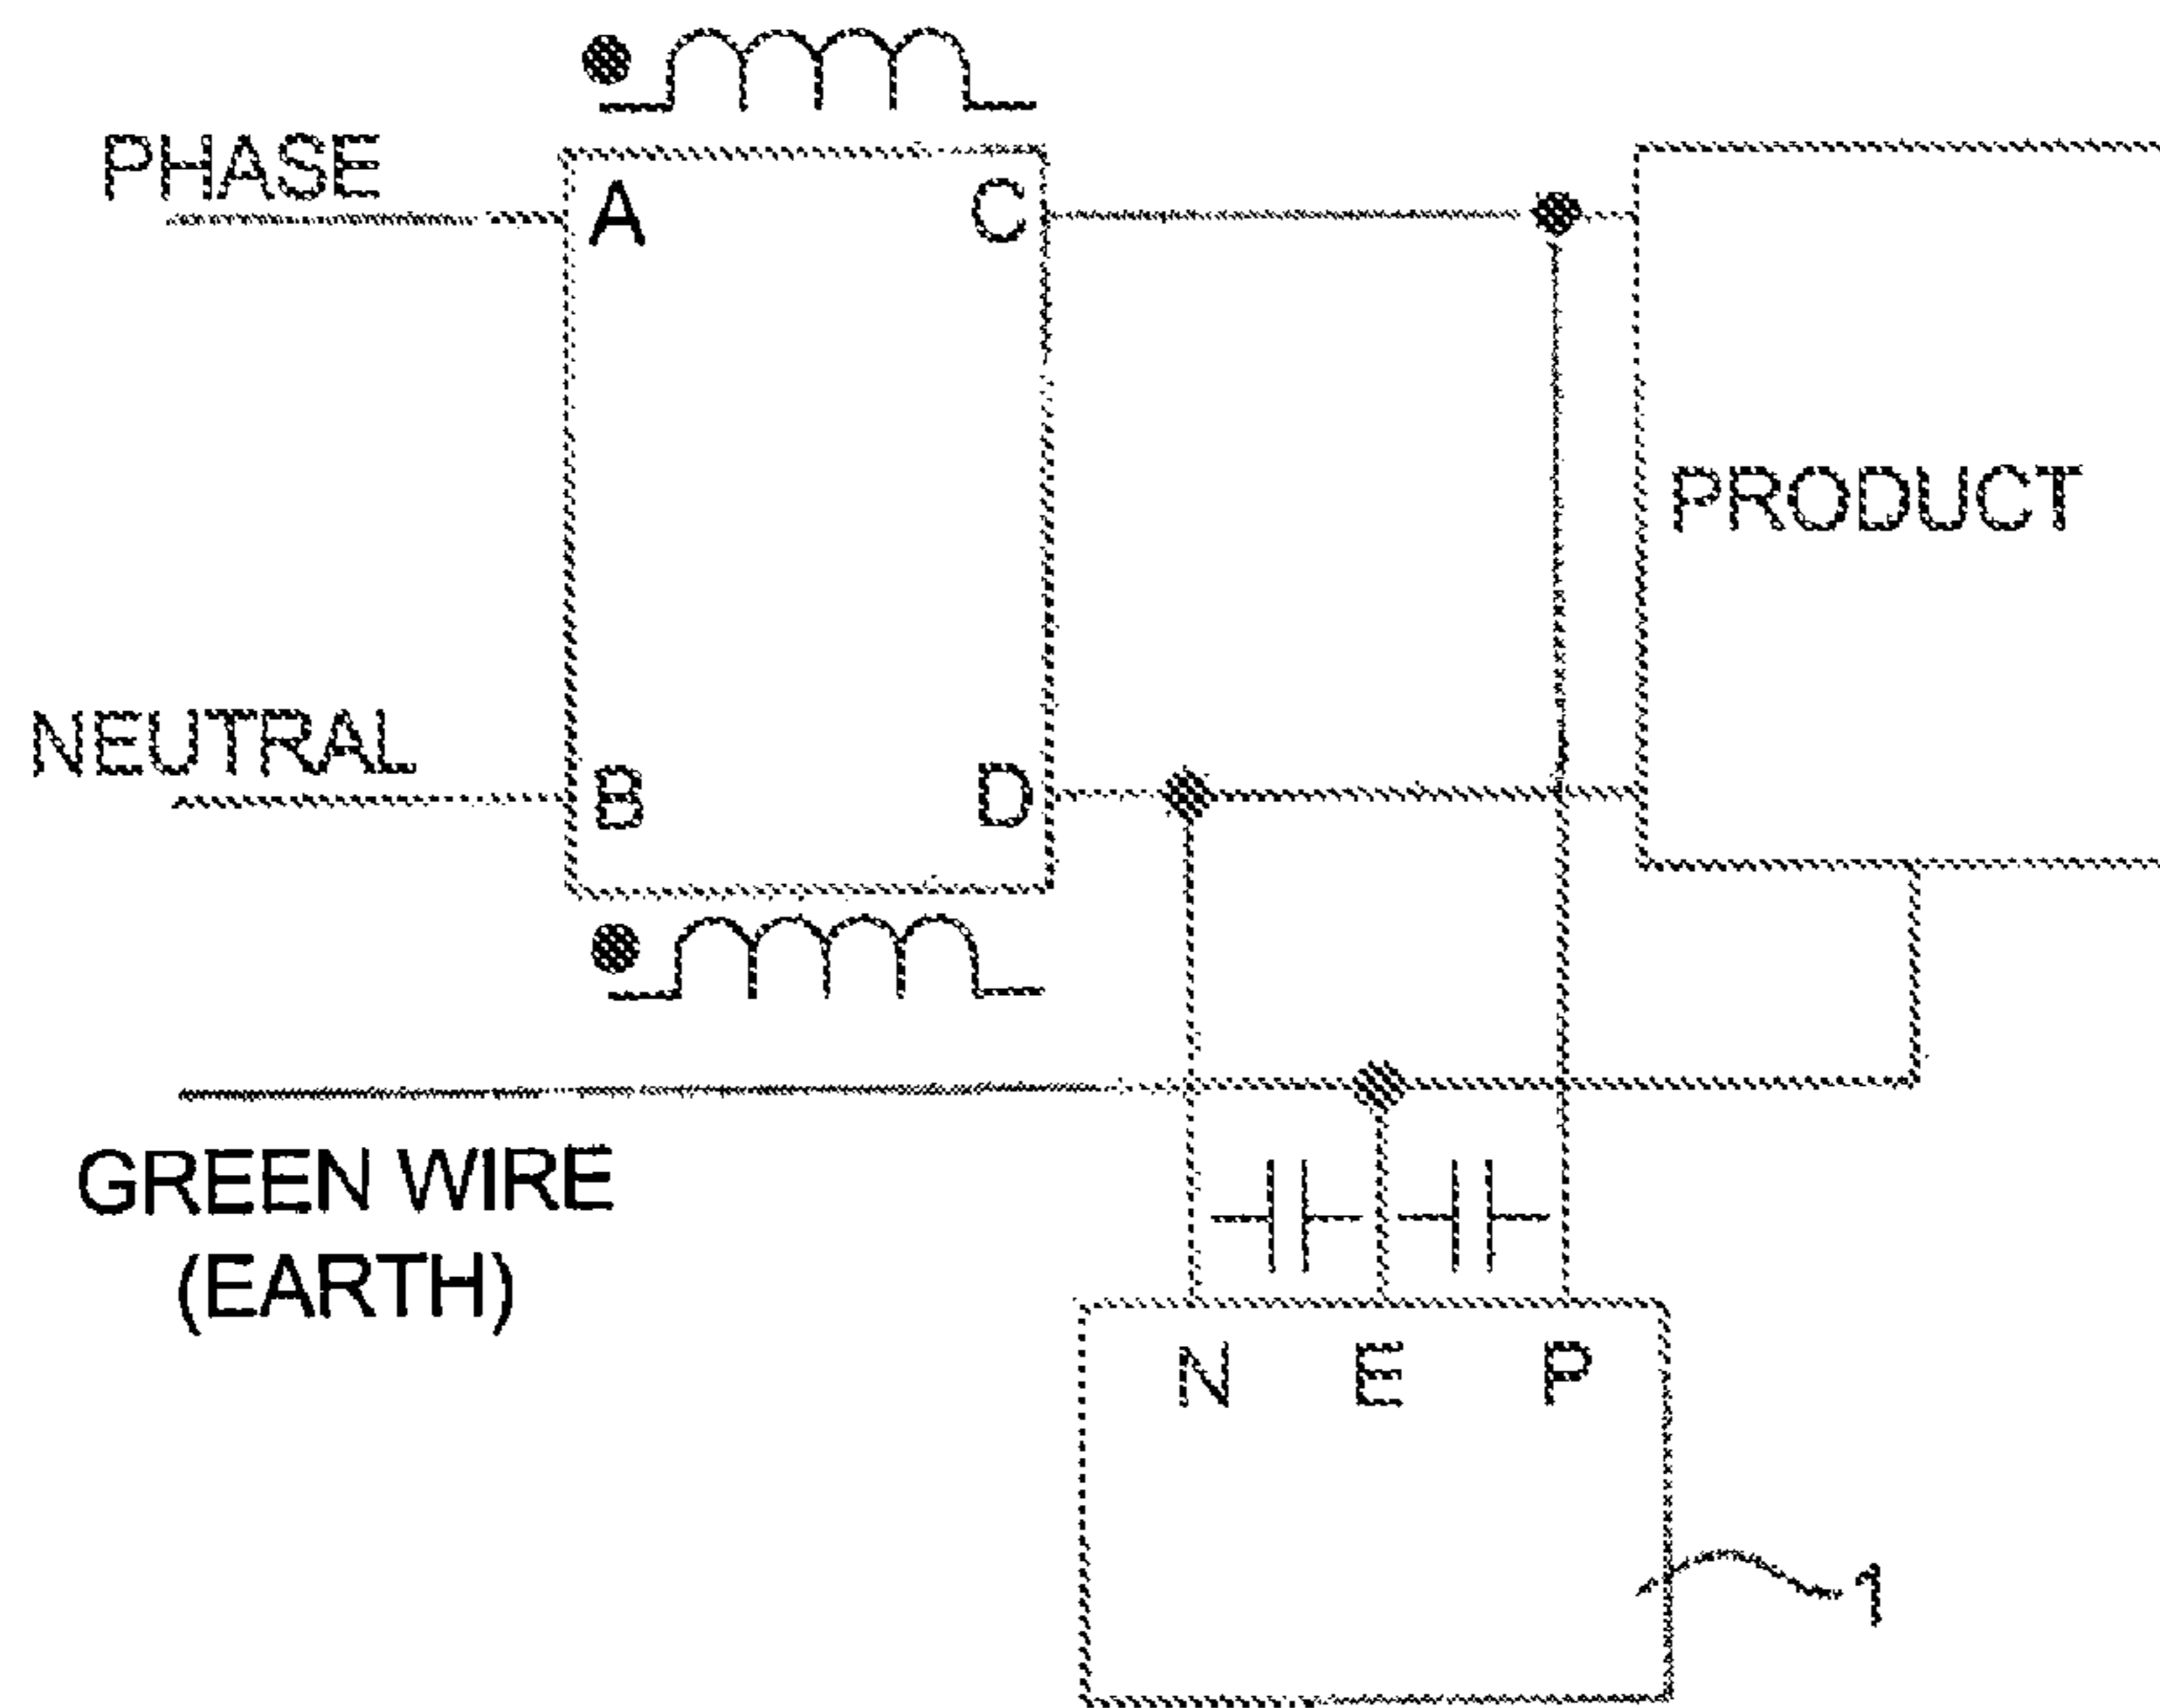 PHASE
A
C
PRODUCT
NEUTRAL
B
D
GREEN WIRE
(EARTH)
N E P
1